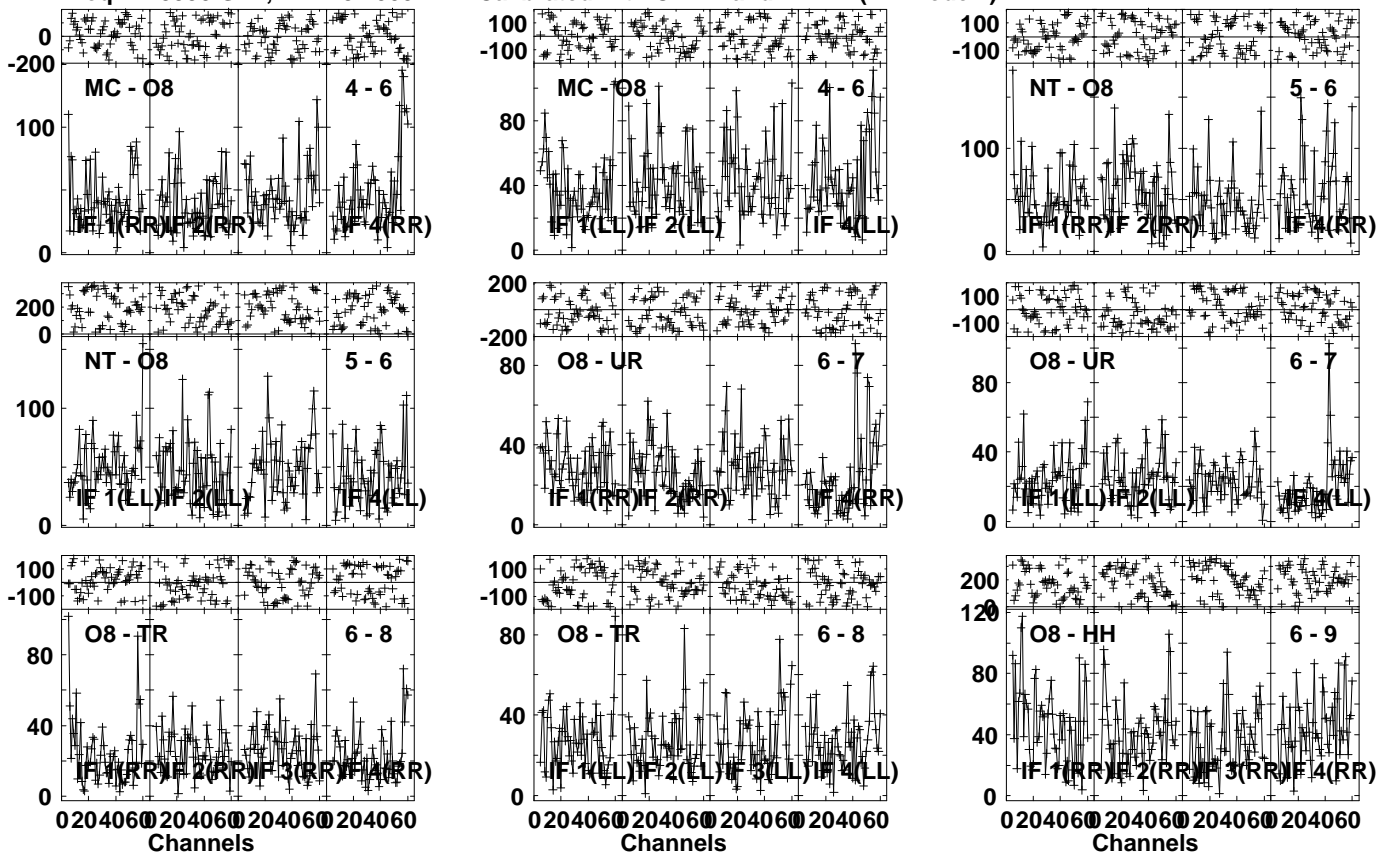 100
0
-100
-200
MC - O8
4 - 6
100
0
IF 1(RR)
IF 2(RR)
IF 4(RR)
100
-100
MC - O8
4 - 6
80
40
0
IF 1(LL)
IF 2(LL)
IF 4(LL)
100
-100
NT - O8
5 - 6
100
0
IF 1(RR)
IF 2(RR)
IF 4(RR)
200
0
NT - O8
5 - 6
100
0
IF 1(LL)
IF 2(LL)
IF 4(LL)
200
-200
O8 - UR
6 - 7
80
40
0
IF 1(RR)
IF 2(RR)
IF 4(RR)
100
-100
O8 - UR
6 - 7
80
40
0
IF 1(LL)
IF 2(LL)
IF 4(LL)
100
-100
O8 - TR
6 - 8
80
40
0
IF 1(RR)
IF 2(RR)
IF 3(RR)
IF 4(RR)
0 20 40 60 0 20 40 60 0 20 40 60 0 20 40 60
Channels
100
-100
O8 - TR
6 - 8
80
40
0
IF 1(LL)
IF 2(LL)
IF 3(LL)
IF 4(LL)
0 20 40 60 0 20 40 60 0 20 40 60 0 20 40 60
Channels
200
0
120
O8 - HH
6 - 9
80
40
0
IF 1(RR)
IF 2(RR)
IF 3(RR)
IF 4(RR)
0 20 40 60 0 20 40 60 0 20 40 60 0 20 40 60
Channels